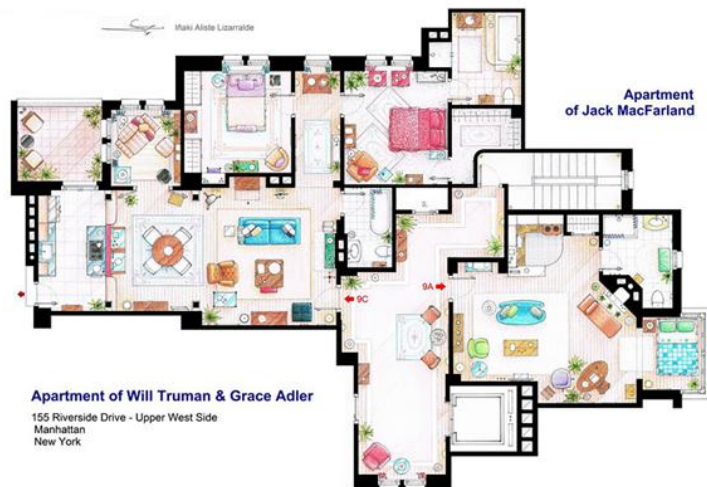 Iñaki Aliste Lizarralde
Apartment
of Jack MacFarland
9C
9A
Apartment of Will Truman & Grace Adler
155 Riverside Drive - Upper West Side
Manhattan
New York